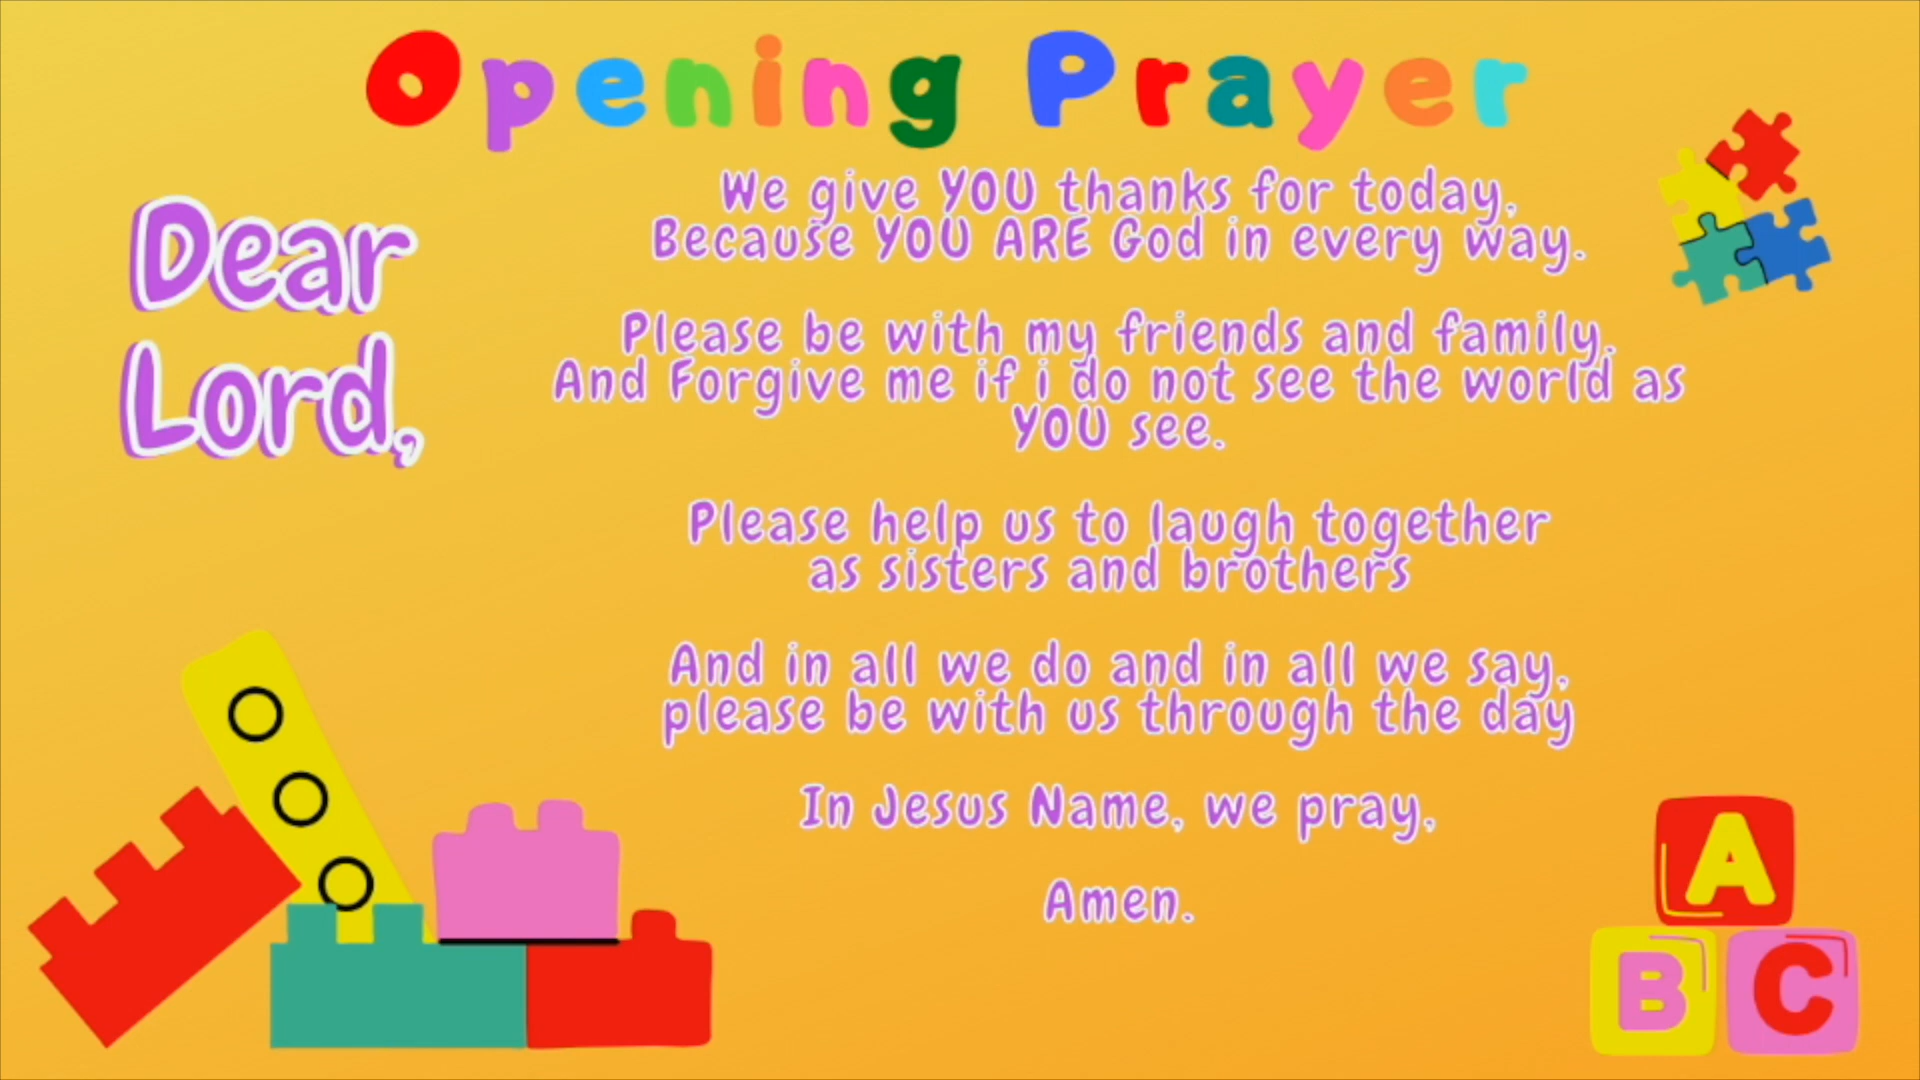 Opening Prayer
Dear
Lord,
We give YOU thanks for today,
Because YOU ARE God in every way.
Please be with my friends and family,
And Forgive me if i do not see the world as
YOU see.
Please help us to laugh together
as sisters and brothers
And in all we do and in all we say,
please be with us through the day
In Jesus Name, we pray,
Amen.
A
B C